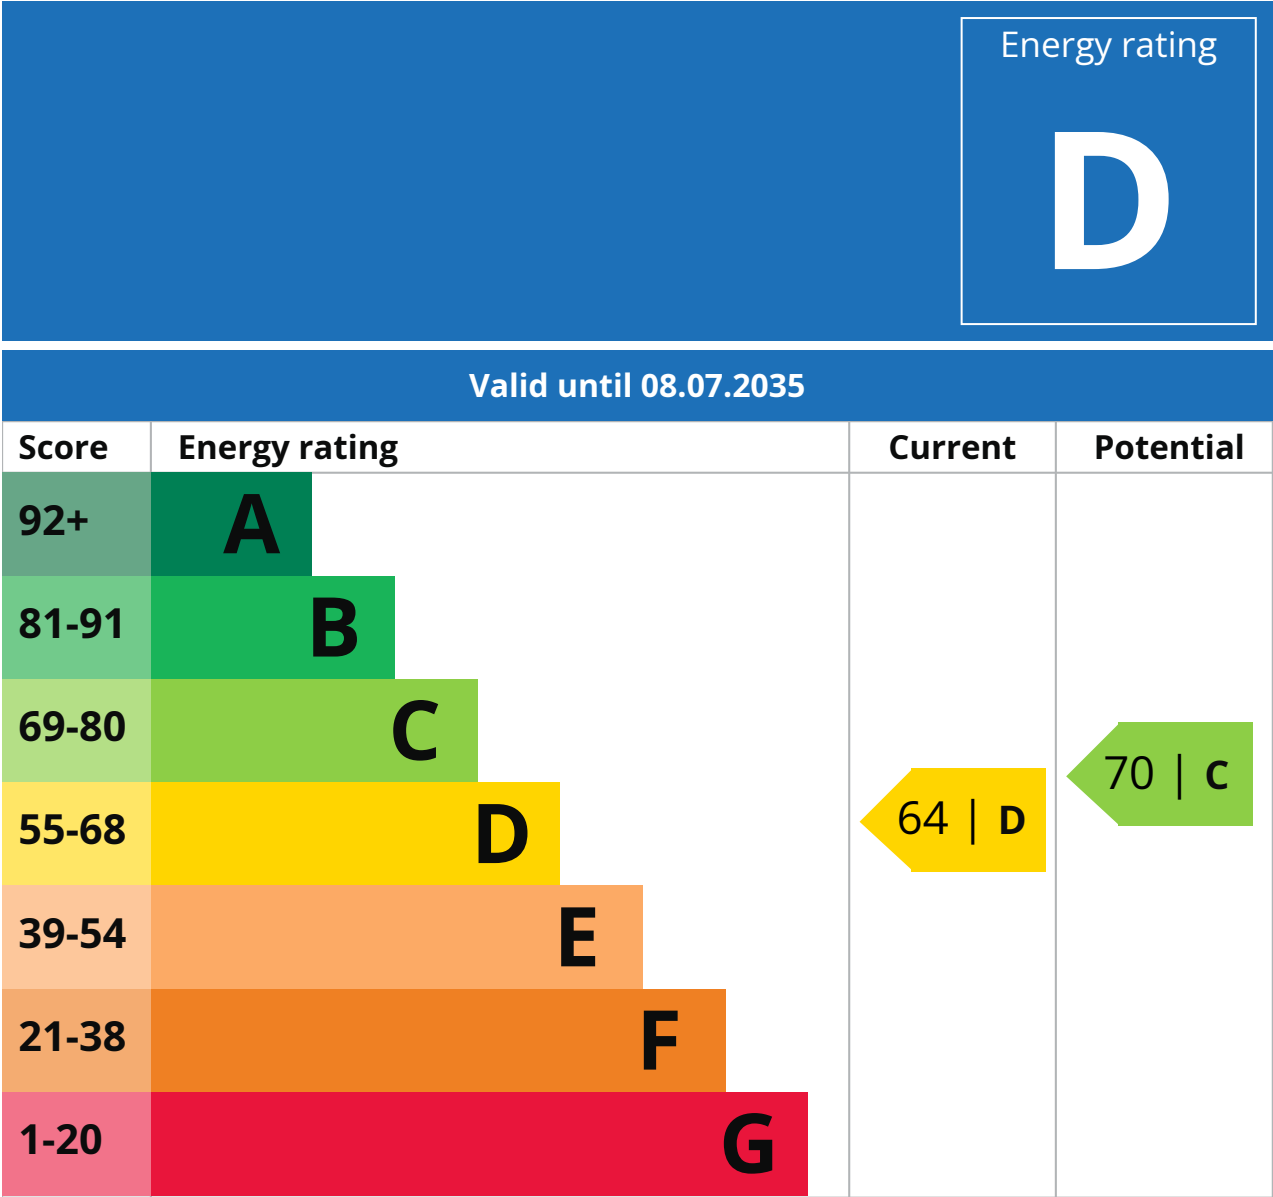 Energy rating
D
Valid until 08.07.2035
Score Energy rating Current Potential
92+ A
81-91 B
69-80 C 70 | C
55-68 D 64 | D
39-54 E
21-38 F
1-20 G